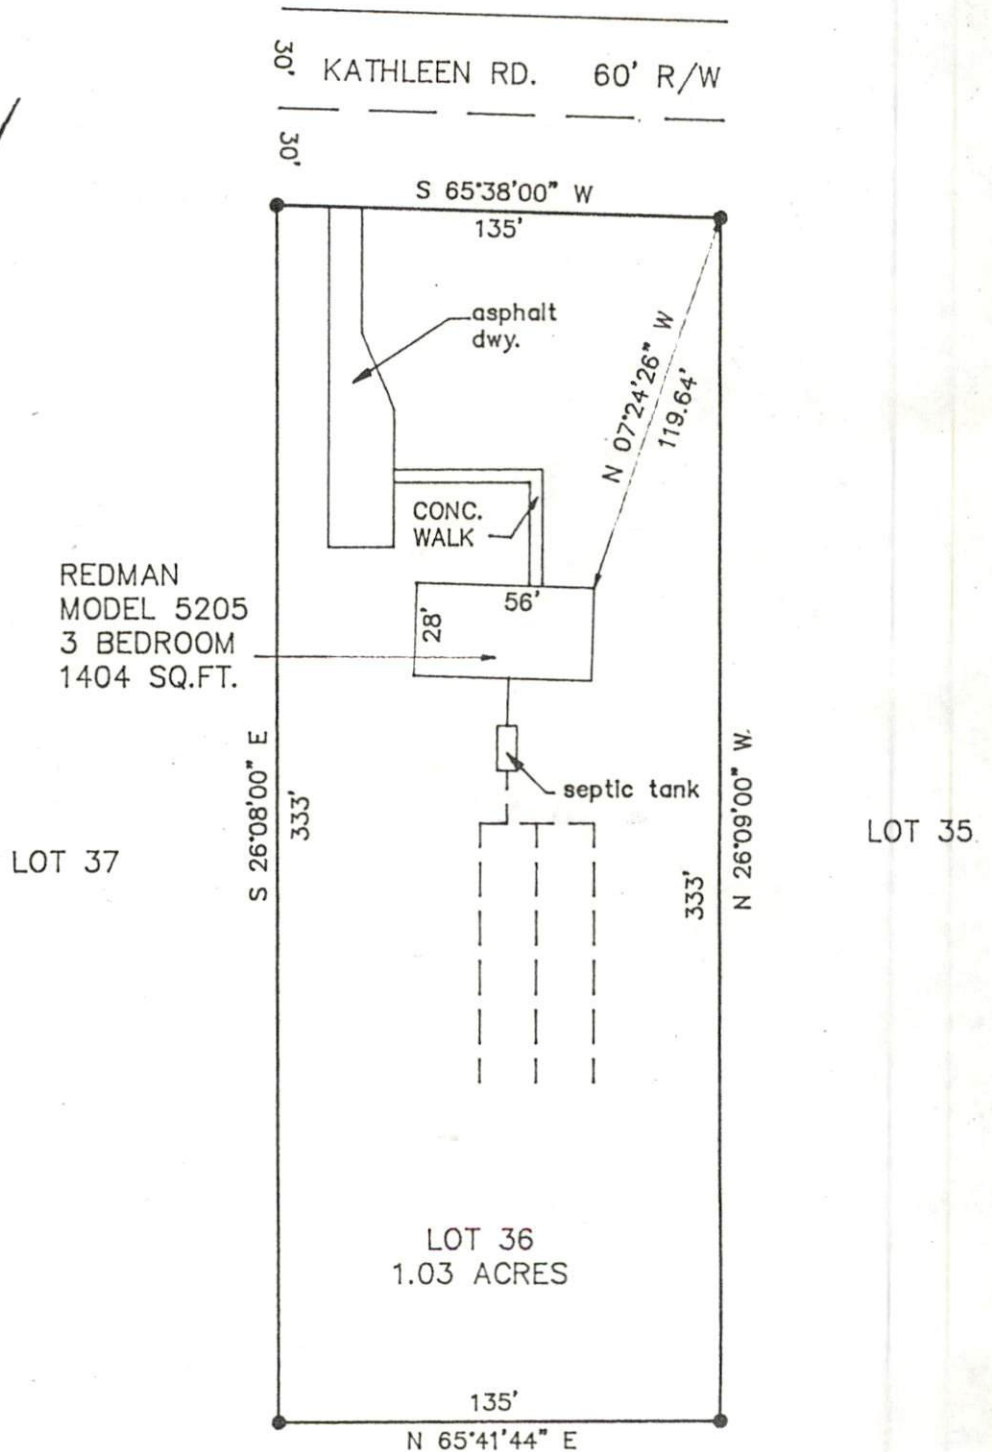 30'
KATHLEEN RD. 60' R/W
30'
S 65°38'00" W
135'
asphalt
dwy.
N 07°24'26" W
119.64'
CONC.
WALK
REDMAN
MODEL 5205
3 BEDROOM
1404 SQ.FT.
56'
28'
septic tank
S 26°08'00" E
333'
N 26°09'00" W.
333'
LOT 37
LOT 35
LOT 36
1.03 ACRES
135'
N 65°41'44" E